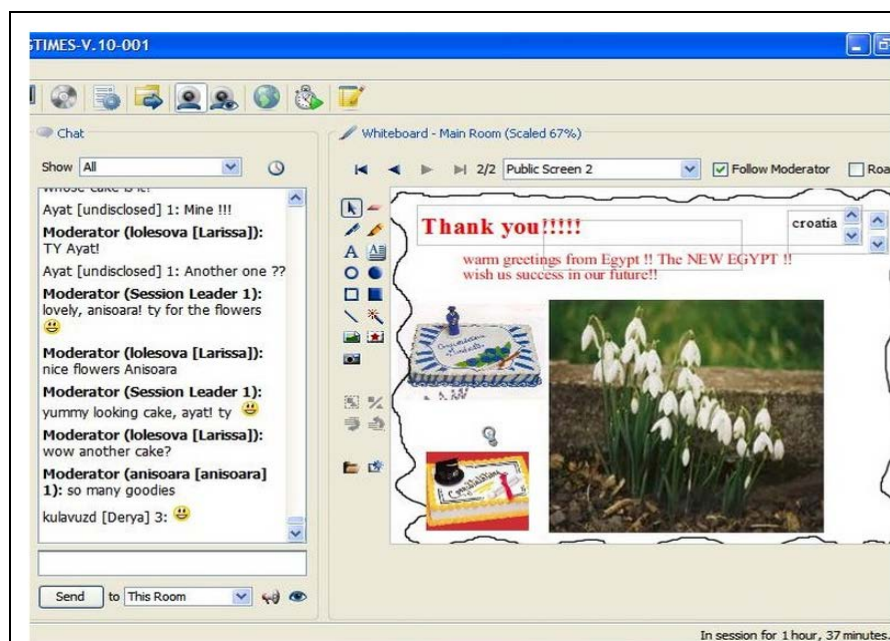 GTIMES-V.10-001
Chat
Show All
Ayat [undisclosed] 1: Mine !!!
Moderator (lolesova [Larissa]):
TY Ayat!
Ayat [undisclosed] 1: Another one ??
Moderator (Session Leader 1):
lovely, anisoara! ty for the flowers
Moderator (lolesova [Larissa]):
nice flowers Anisoara
Moderator (Session Leader 1):
yummy looking cake, ayat! ty
Moderator (lolesova [Larissa]):
wow another cake?
Moderator (anisoara [anisoara]
1): so many goodies
kulavuzd [Derya] 3:
Send to This Room
Whiteboard - Main Room (Scaled 67%)
2/2 Public Screen 2 Follow Moderator Roa
Thank you!!!!!
croatia
warm greetings from Egypt !! The NEW EGYPT !!
wish us success in our future!!
Congratulations
In session for 1 hour, 37 minutes.